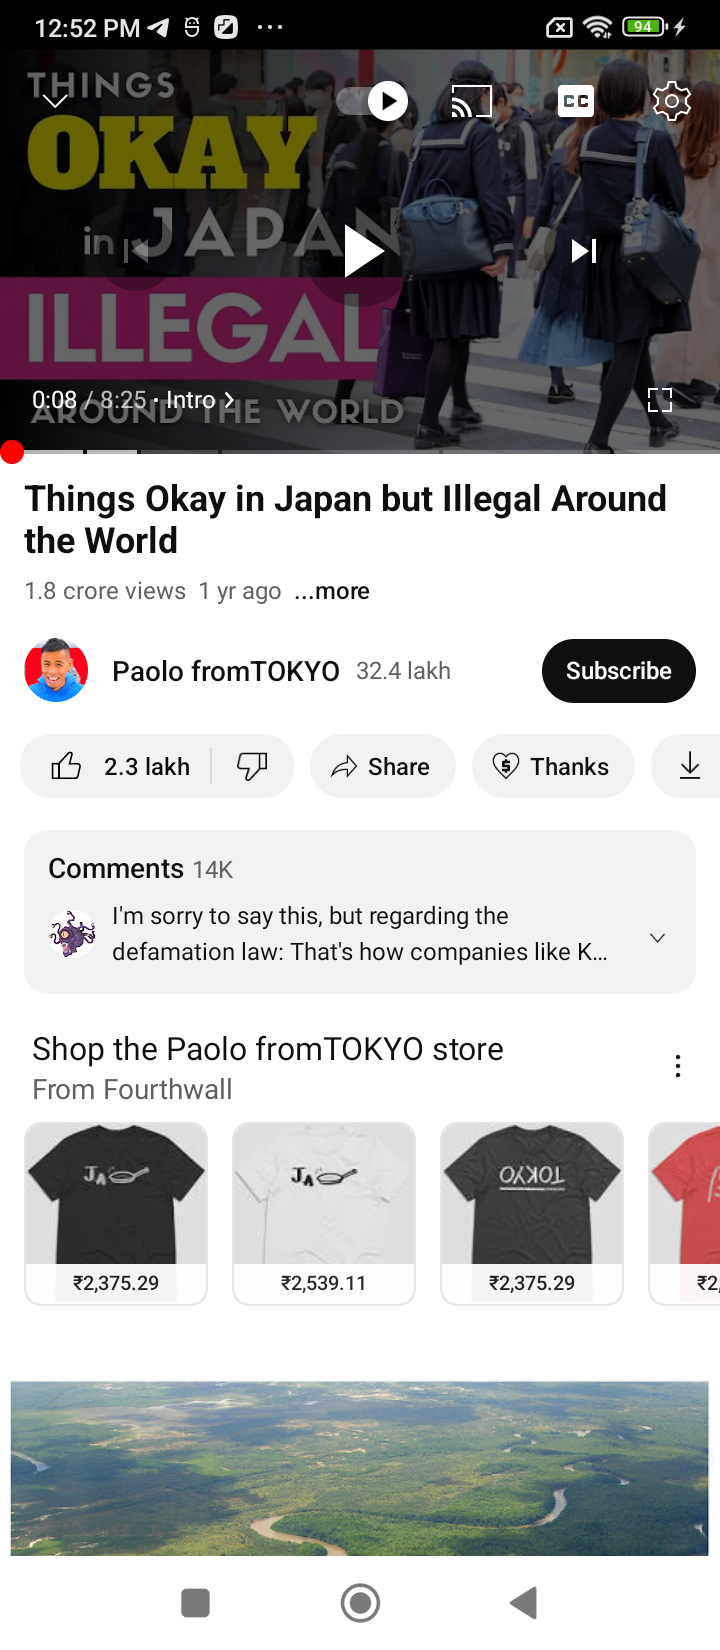 12:52 PM
94
THINGS
OKAY
in JAPAN
ILLEGAL
0:08 / 8:25 • Intro
AROUND THE WORLD
CC
Things Okay in Japan but Illegal Around
the World
1.8 crore views 1 yr ago ...more
Paolo fromTOKYO 32.4 lakh
Subscribe
2.3 lakh
Share
Thanks
Comments 14K
I'm sorry to say this, but regarding the
defamation law: That's how companies like K...
Shop the Paolo fromTOKYO store
From Fourthwall
JA
JA
TOKYO
₹2,375.29
₹2,539.11
₹2,375.29
₹2,